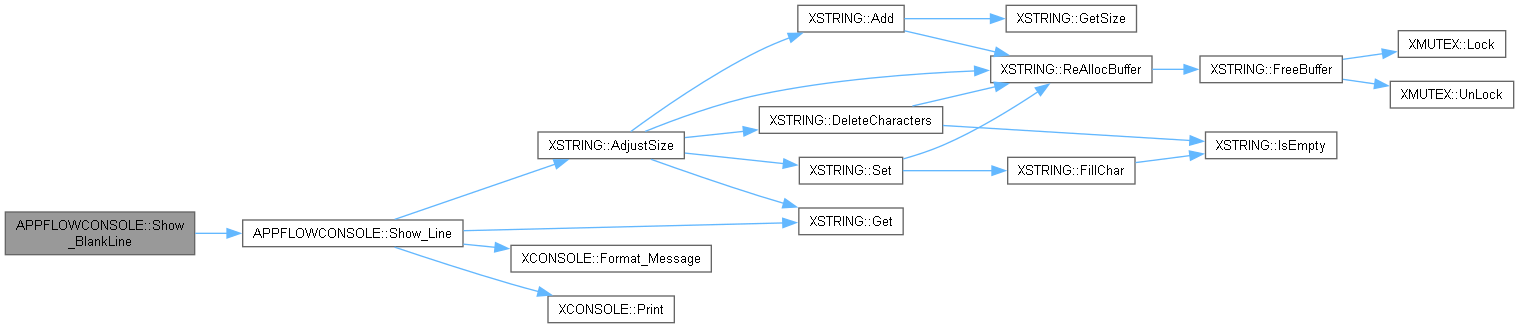 APPFLOWCONSOLE::Show
_BlankLine
APPFLOWCONSOLE::Show_Line
XSTRING::AdjustSize
XSTRING::Add
XSTRING::GetSize
XSTRING::ReAllocBuffer
XSTRING::FreeBuffer
XMUTEX::Lock
XMUTEX::UnLock
XSTRING::DeleteCharacters
XSTRING::IsEmpty
XSTRING::Set
XSTRING::FillChar
XSTRING::Get
XCONSOLE::Format_Message
XCONSOLE::Print